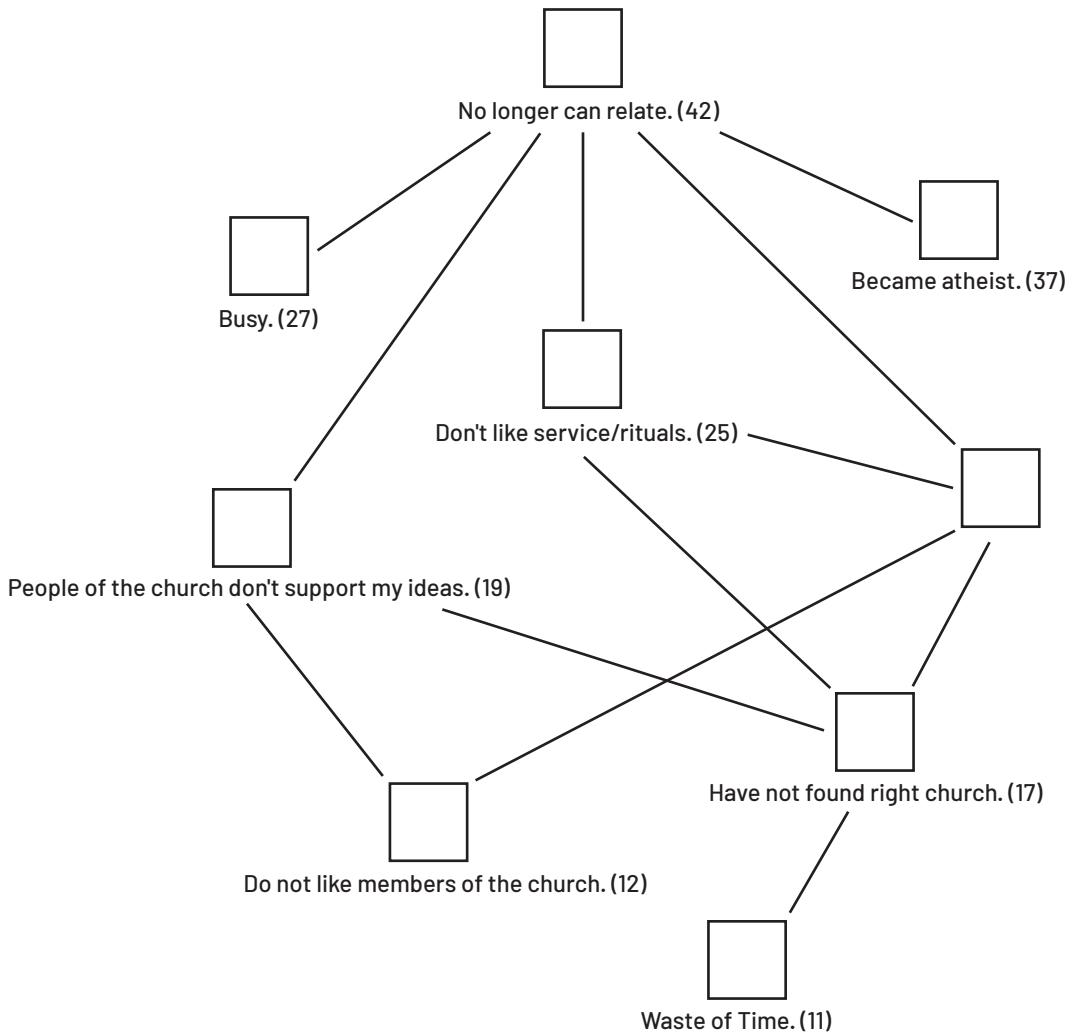 No longer can relate. (42)
Became atheist. (37)
Busy. (27)
Don't like service/rituals. (25)
People of the church don't support my ideas. (19)
Have not found right church. (17)
Do not like members of the church. (12)
Waste of Time. (11)